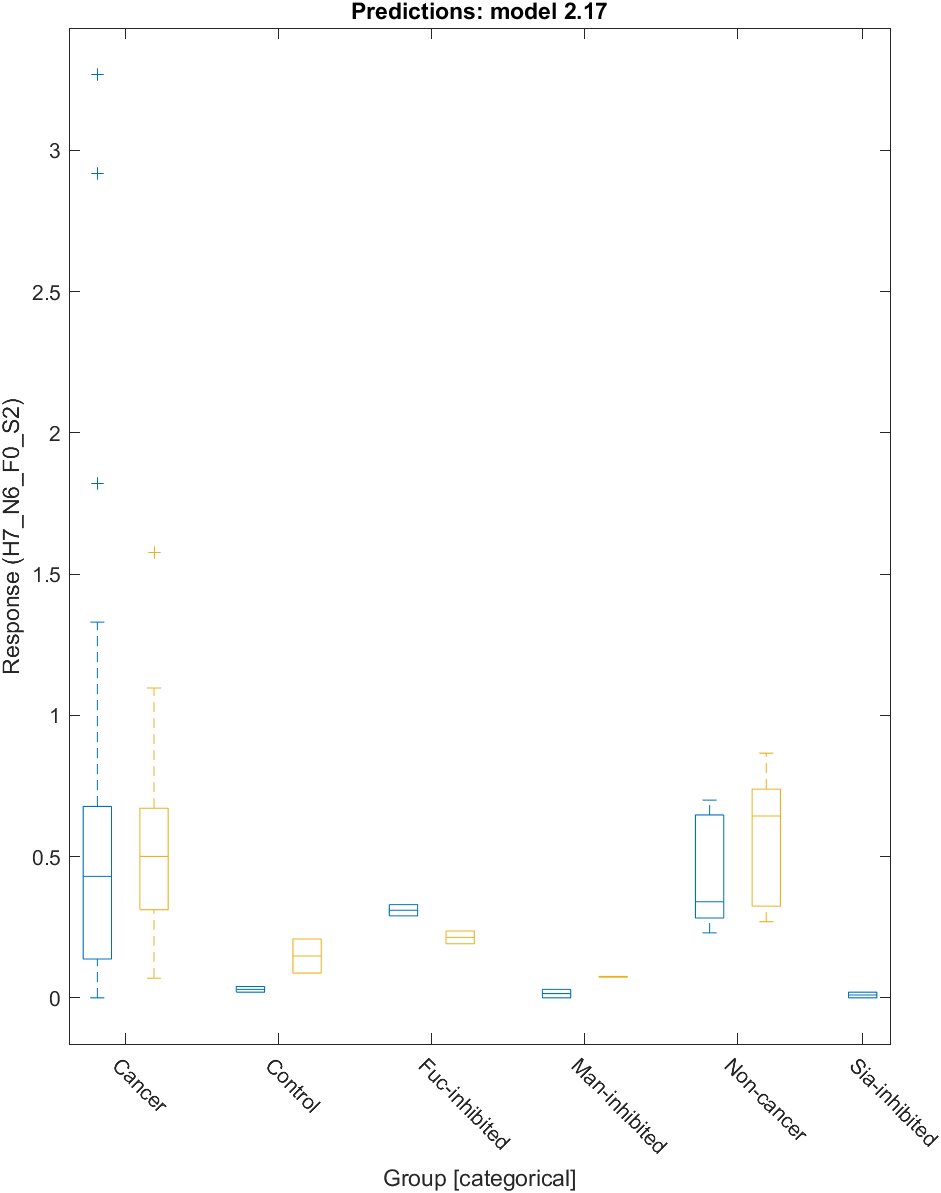 Predictions: model 2.17
Response (H7_N6_F0_S2)
3
2.5
2
1.5
1
0.5
0
Cancer
Control
Fuc-inhibited
Man-inhibited
Non-cancer
Sia-inhibited
Group [categorical]